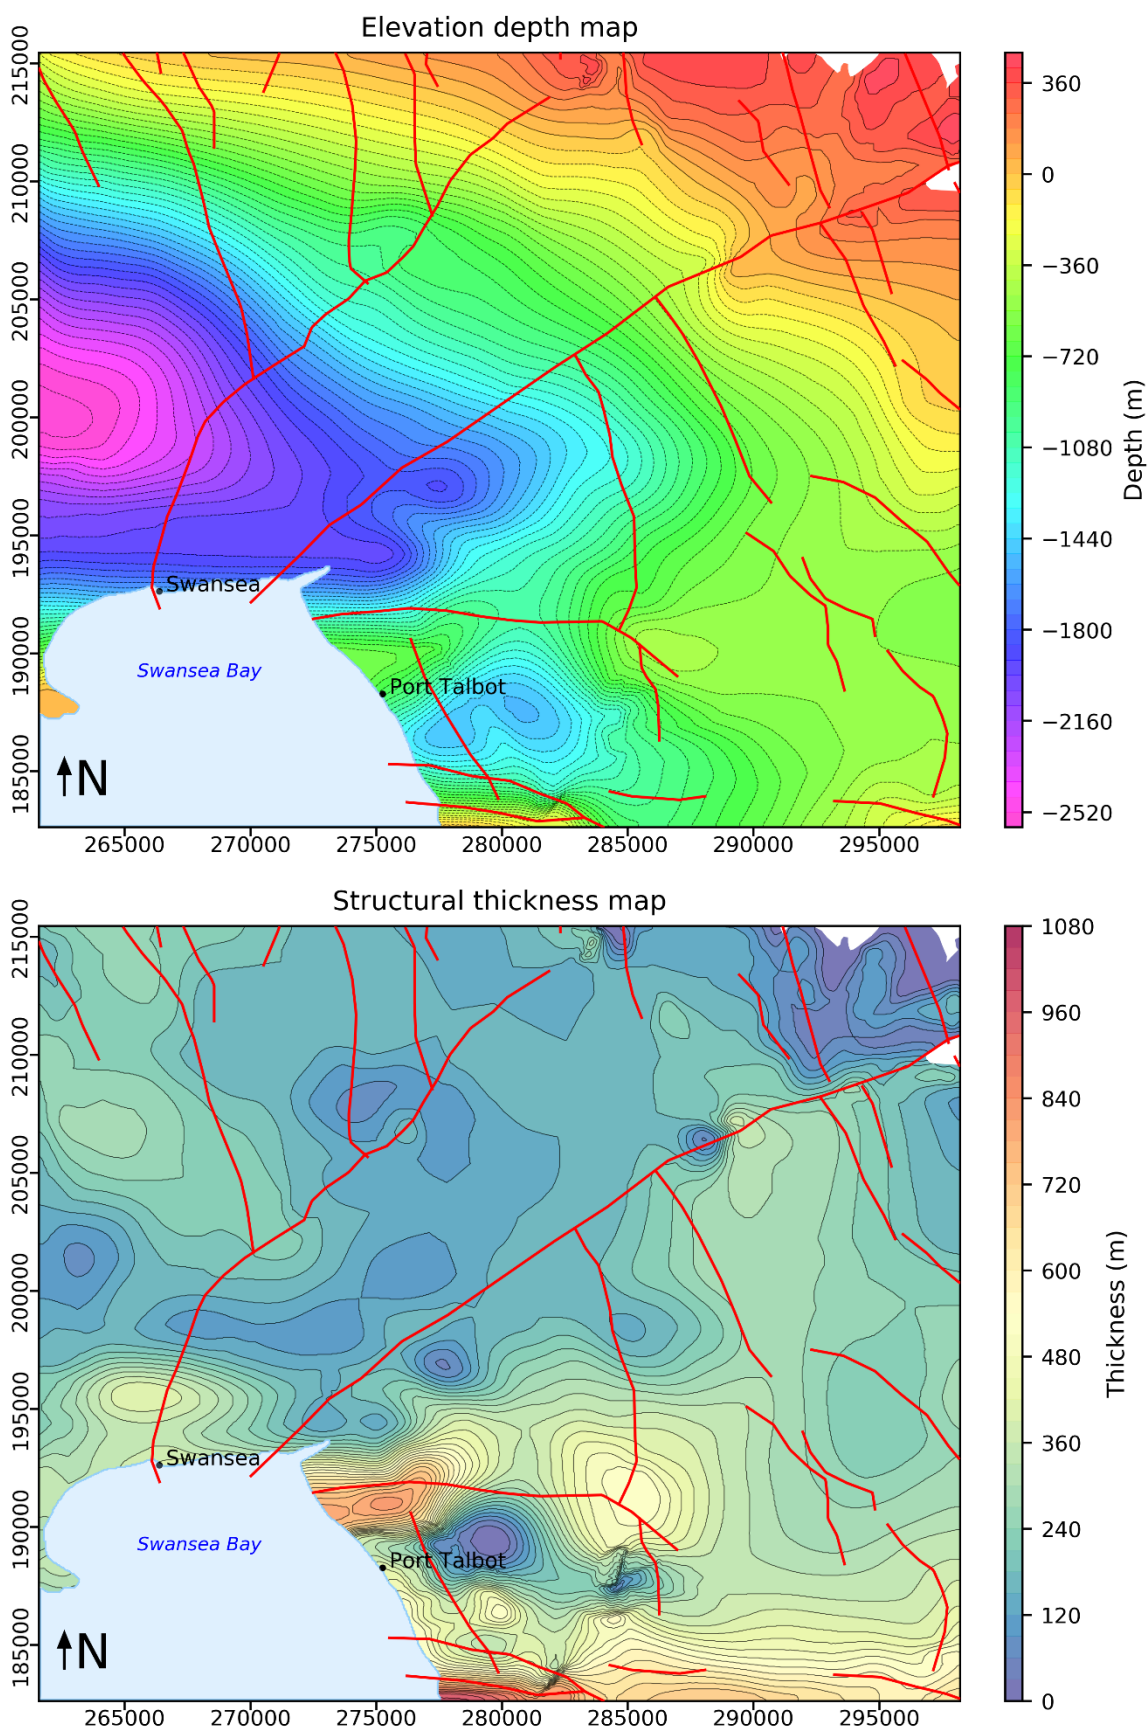 Elevation depth map
215000
210000
205000
200000
195000
190000
185000
Swansea
Swansea Bay
Port Talbot
N
265000 270000 275000 280000 285000 290000 295000
360
0
−360
−720
−1080
−1440
−1800
−2160
−2520
Depth (m)
Structural thickness map
215000
210000
205000
200000
195000
190000
185000
Swansea
Swansea Bay
Port Talbot
N
265000 270000 275000 280000 285000 290000 295000
1080
960
840
720
600
480
360
240
120
0
Thickness (m)